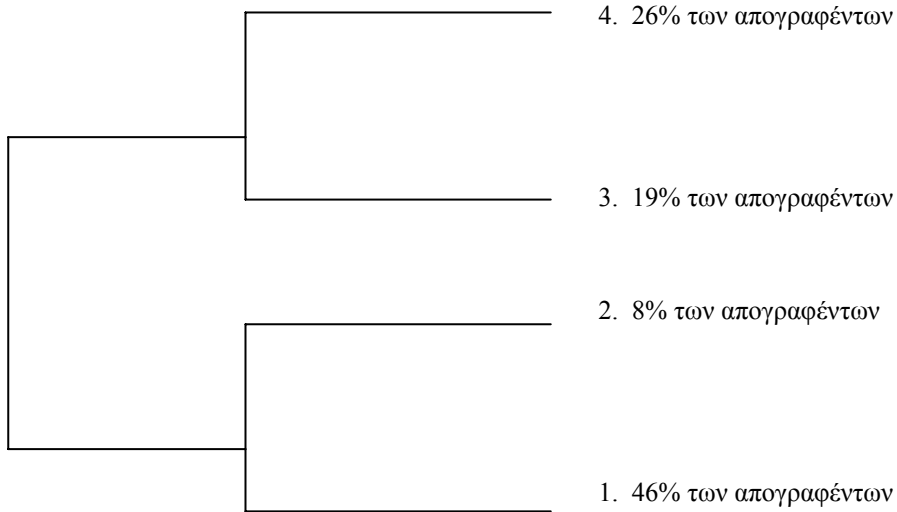 4. 26% των απογραφέντων
3. 19% των απογραφέντων
2. 8% των απογραφέντων
1. 46% των απογραφέντων